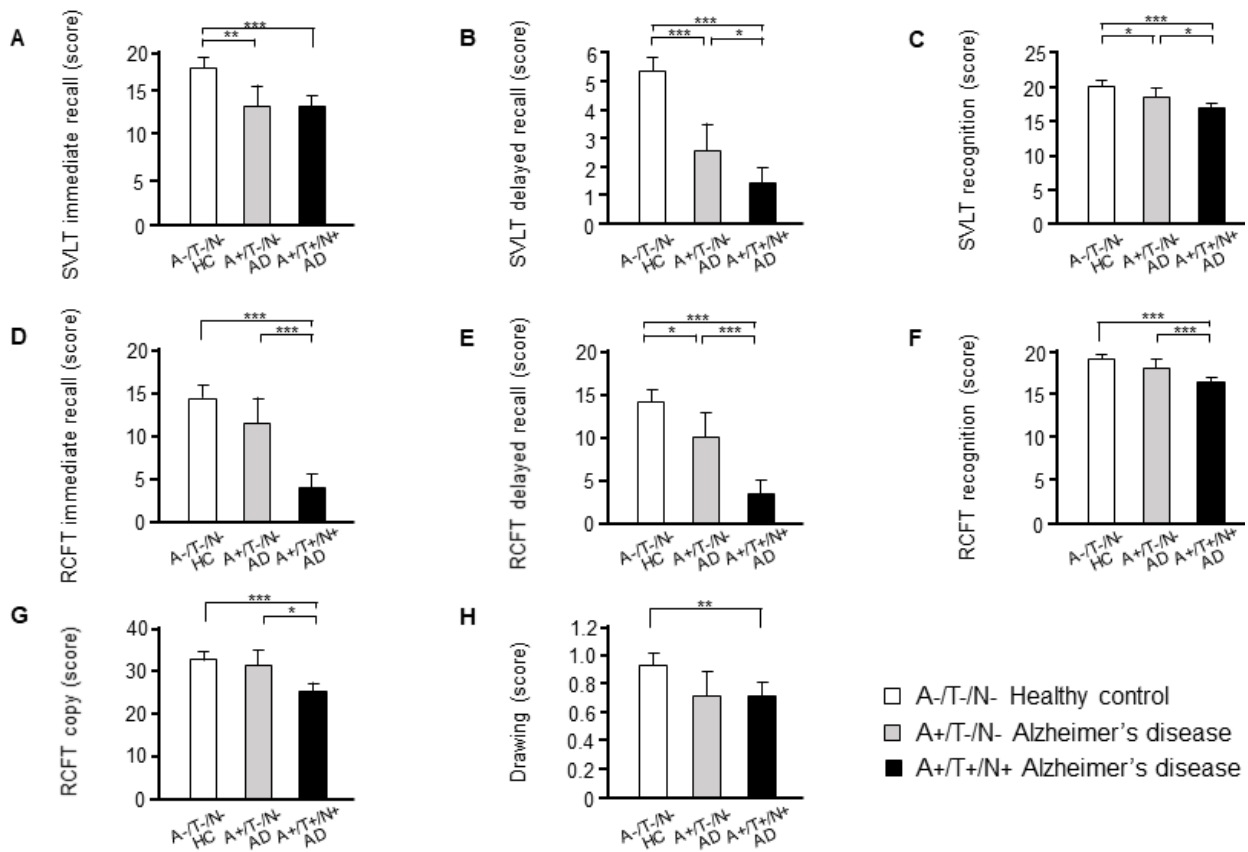 A
SVLT immediate recall (score)
***
**
20
15
10
5
0
A-/T-/N-
HC
A+/T-/N-
AD
A+/T+/N+
AD
B
SVLT delayed recall (score)
***
***
*
6
5
4
3
2
1
0
A-/T-/N-
HC
A+/T-/N-
AD
A+/T+/N+
AD
C
SVLT recognition (score)
***
*
*
25
20
15
10
5
0
A-/T-/N-
HC
A+/T-/N-
AD
A+/T+/N+
AD
D
RCFT immediate recall (score)
***
***
20
15
10
5
0
A-/T-/N-
HC
A+/T-/N-
AD
A+/T+/N+
AD
E
RCFT delayed recall (score)
***
*
***
20
15
10
5
0
A-/T-/N-
HC
A+/T-/N-
AD
A+/T+/N+
AD
F
RCFT recognition (score)
***
***
20
15
10
5
0
A-/T-/N-
HC
A+/T-/N-
AD
A+/T+/N+
AD
G
RCFT copy (score)
***
*
40
30
20
10
0
A-/T-/N-
HC
A+/T-/N-
AD
A+/T+/N+
AD
H
Drawing (score)
**
1.2
1.0
0.8
0.6
0.4
0.2
0
A-/T-/N-
HC
A+/T-/N-
AD
A+/T+/N+
AD
A-/T-/N- Healthy control
A+/T-/N- Alzheimer's disease
A+/T+/N+ Alzheimer's disease